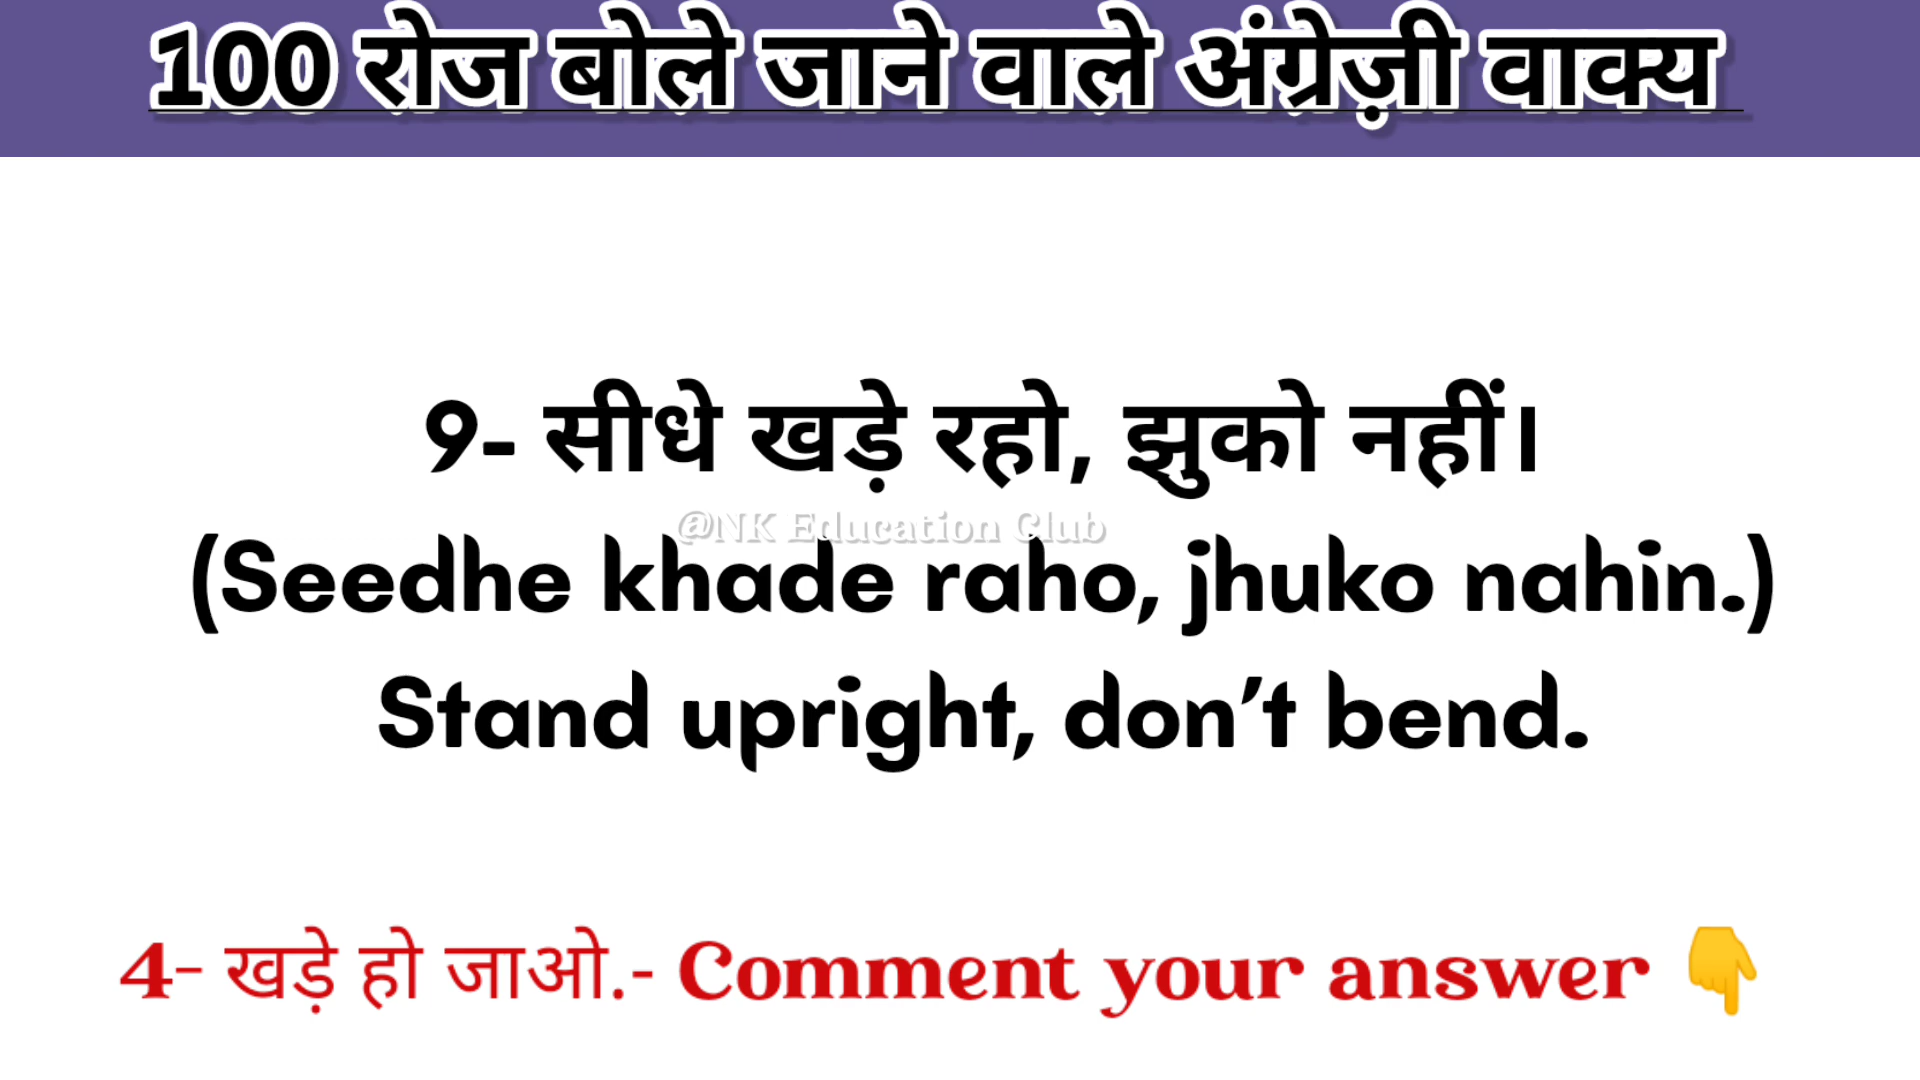 100 रोज बोले जाने वाले अंग्रेज़ी वाक्य
9- सीधे खड़े रहो, झुको नहीं।
@NK Education Club
(Seedhe khade raho, jhuko nahin.)
Stand upright, don’t bend.
4- खड़े हो जाओ.- Comment your answer 👇